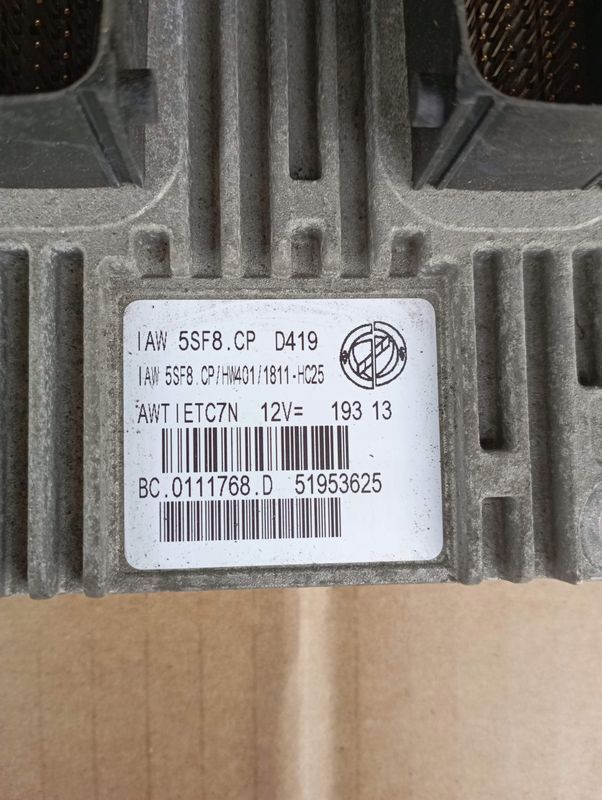 IAW 5SF8.CP D419
IAW 5SF8.CP/HW401/1811-HC25
AWTIETC7N 12V= 193 13
BC.0111768.D 51953625